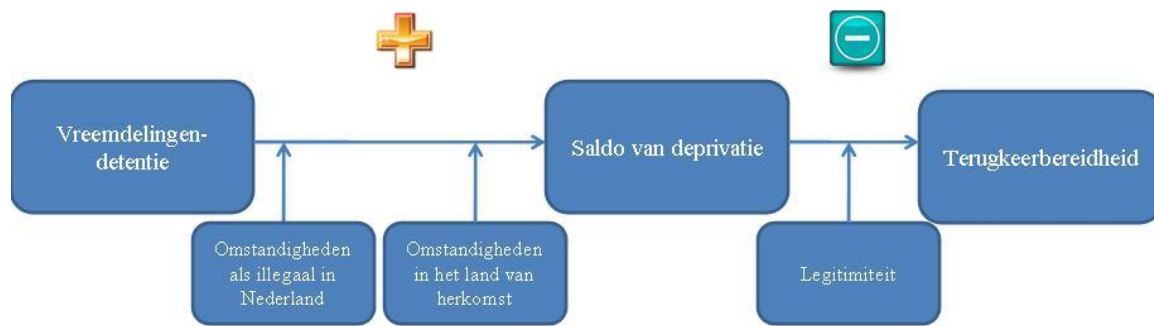 Vreemdelingen-
detentie
Saldo van deprivatie
Terugkeerbereidheid
Omstandigheden
als illegaal in
Nederland
Omstandigheden
in het land van
herkomst
Legitimiteit